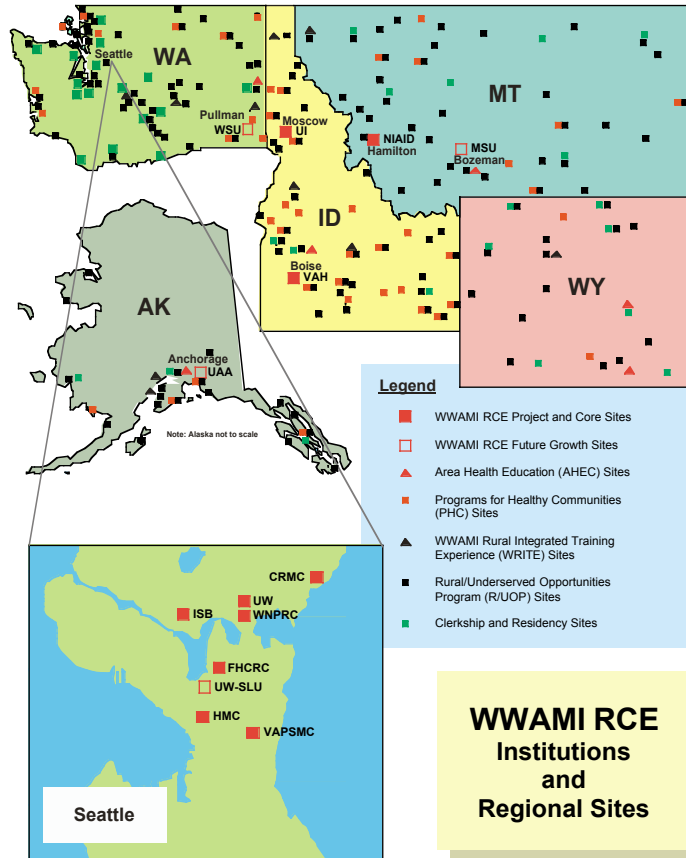 WA
Seattle
Pullman
WSU
Moscow
UI
MT
NIAID
Hamilton
MSU
Bozeman
ID
Boise
VAH
WY
AK
Anchorage
UAA
Note: Alaska not to scale
Legend
WWAMI RCE Project and Core Sites
WWAMI RCE Future Growth Sites
Area Health Education (AHEC) Sites
Programs for Healthy Communities
(PHC) Sites
WWAMI Rural Integrated Training
Experience (WRITE) Sites
Rural/Underserved Opportunities
Program (R/UOP) Sites
Clerkship and Residency Sites
CRMC
UW
ISB
WNPRC
FHCRC
UW-SLU
HMC
VAPSMC
Seattle
WWAMI RCE
Institutions
and
Regional Sites